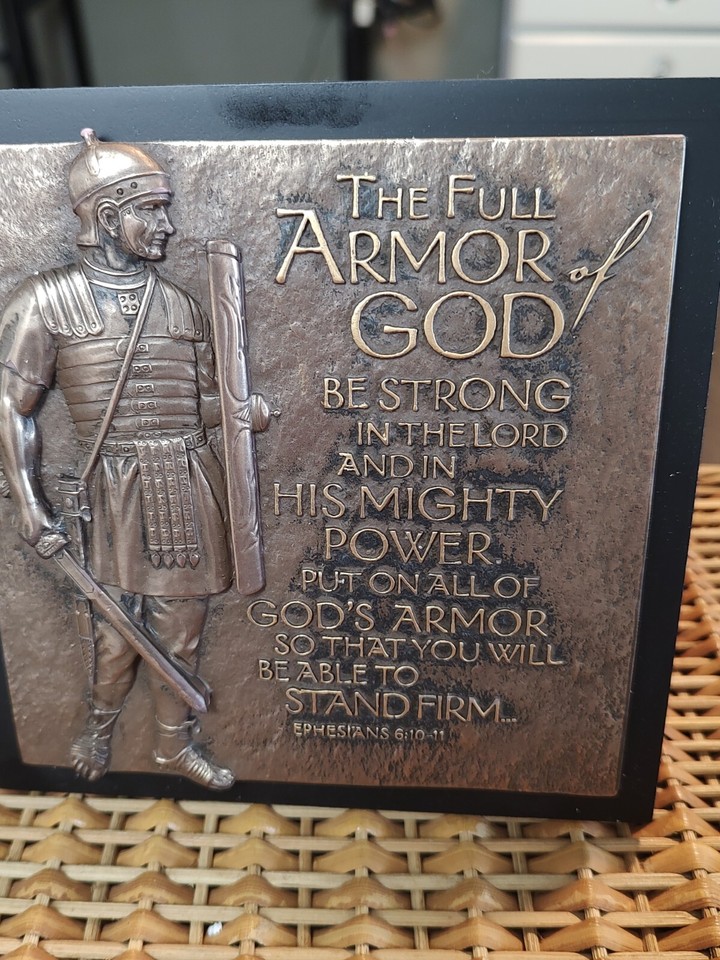 THE FULL
ARMOR of
GOD
BE STRONG
IN THE LORD
AND IN
HIS MIGHTY
POWER.
PUT ON ALL OF
GOD'S ARMOR
SO THAT YOU WILL
BE ABLE TO
STAND FIRM...
EPHESIANS 6:10-11